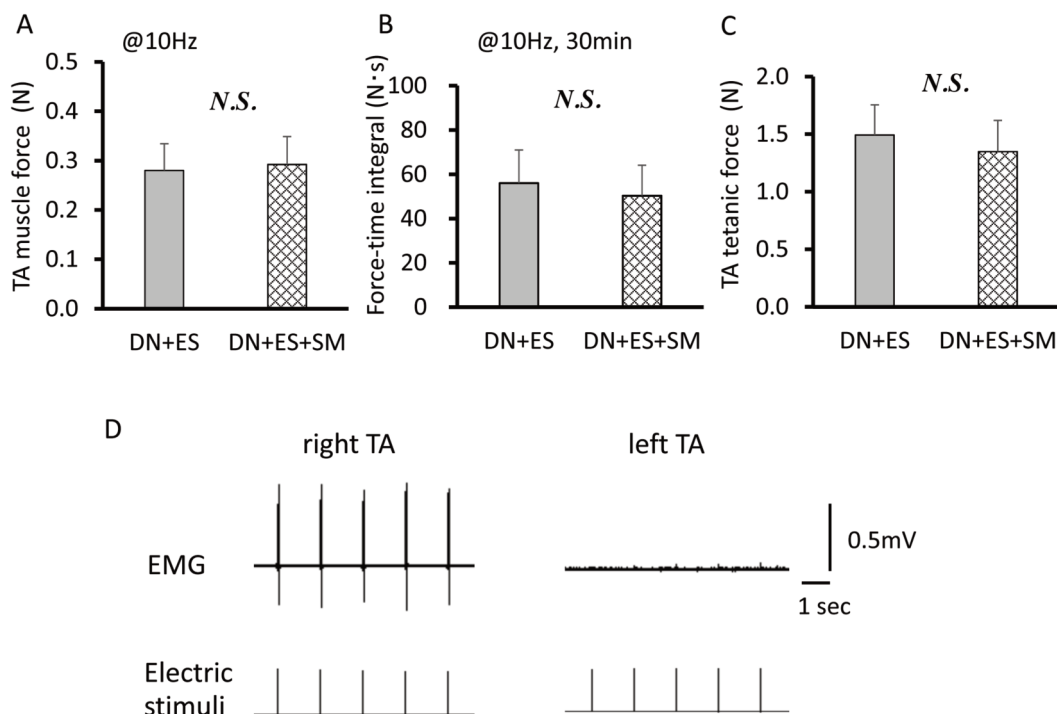 A
@10Hz
TA muscle force (N)
0.5
0.4
0.3
0.2
0.1
0.0
N.S.
DN+ES
DN+ES+SM
B
@10Hz, 30min
Force-time integral (N･s)
100
80
60
40
20
0
N.S.
DN+ES
DN+ES+SM
C
TA tetanic force (N)
2.0
1.5
1.0
0.5
0.0
N.S.
DN+ES
DN+ES+SM
D
right TA
left TA
EMG
0.5mV
1 sec
Electric
stimuli